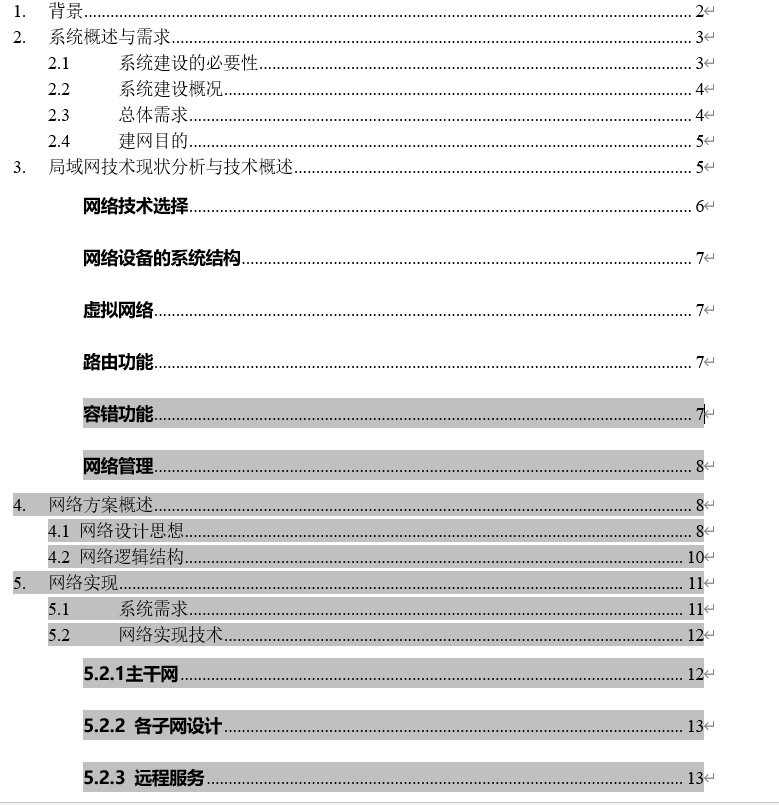 1. 背景 2
2. 系统概述与需求 3
2.1 系统建设的必要性 3
2.2 系统建设概况 4
2.3 总体需求 4
2.4 建网目的 5
3. 局域网技术现状分析与技术概述 5
网络技术选择 6
网络设备的系统结构 7
虚拟网络 7
路由功能 7
容错功能 7
网络管理 8
4. 网络方案概述 8
4.1 网络设计思想 8
4.2 网络逻辑结构 10
5. 网络实现 11
5.1 系统需求 11
5.2 网络实现技术 12
5.2.1主干网 12
5.2.2 各子网设计 13
5.2.3 远程服务 13